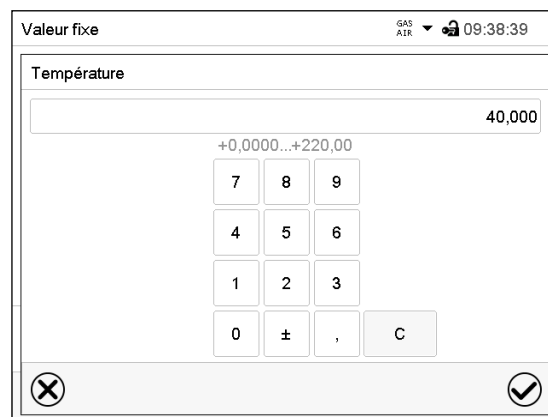 Valeur fixe GAS AIR 09:38:39
Température
40,000
+0,0000...+220,00
7 8 9
4 5 6
1 2 3
0 ± , C